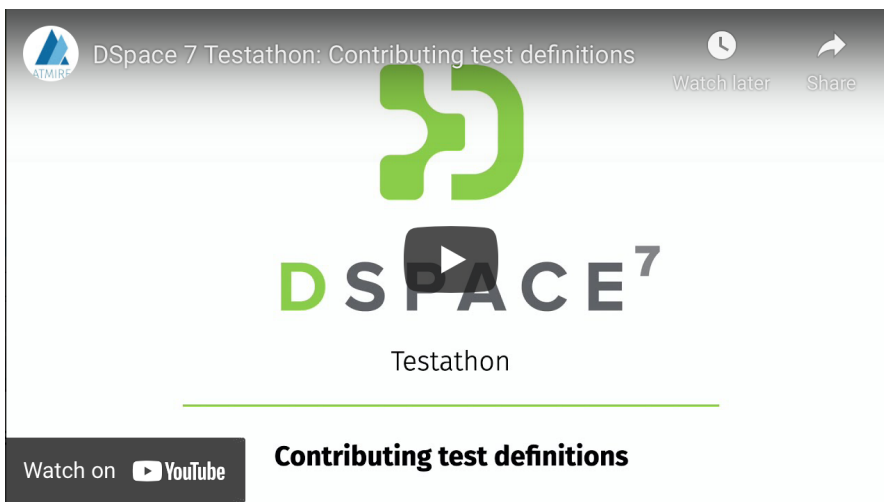 ATMIRE
DSpace 7 Testathon: Contributing test definitions
Watch later
Share
DSPACE7
Testathon
Contributing test definitions
Watch on YouTube